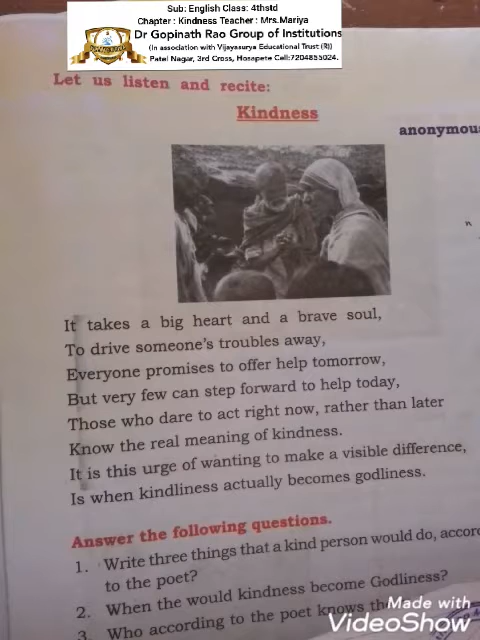 Sub: English Class: 4thstd
Chapter : Kindness Teacher : Mrs.Mariya
Dr Gopinath Rao Group of Institutions
(In association with Vijayasurya Educational Trust (R))
Patel Nagar, 3rd Cross, Hosapete Cell:7204855024.
Let us listen and recite:
Kindness
anonymou
It takes a big heart and a brave soul,
To drive someone's troubles away,
Everyone promises to offer help tomorrow,
But very few can step forward to help today,
Those who dare to act right now, rather than later
Know the real meaning of kindness.
It is this urge of wanting to make a visible difference,
Is when kindliness actually becomes godliness.
Answer the following questions.
1. Write three things that a kind person would do, accor
to the poet?
2. When the would kindness become Godliness?
3. Who according to the poet knows th
Made with
VideoShow